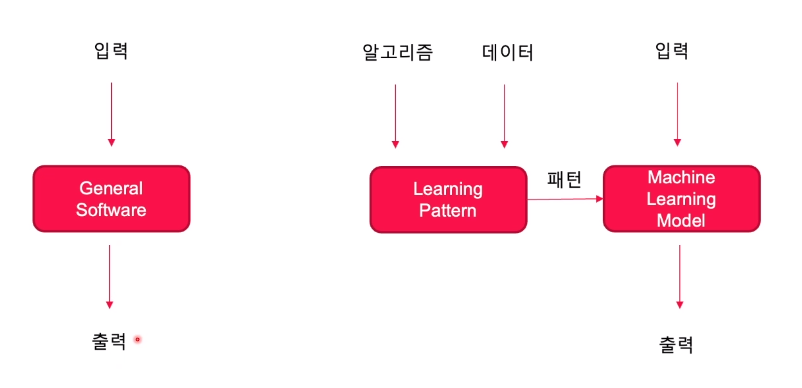 입력
General
Software
출력
알고리즘
데이터
Learning
Pattern
패턴
입력
Machine
Learning
Model
출력